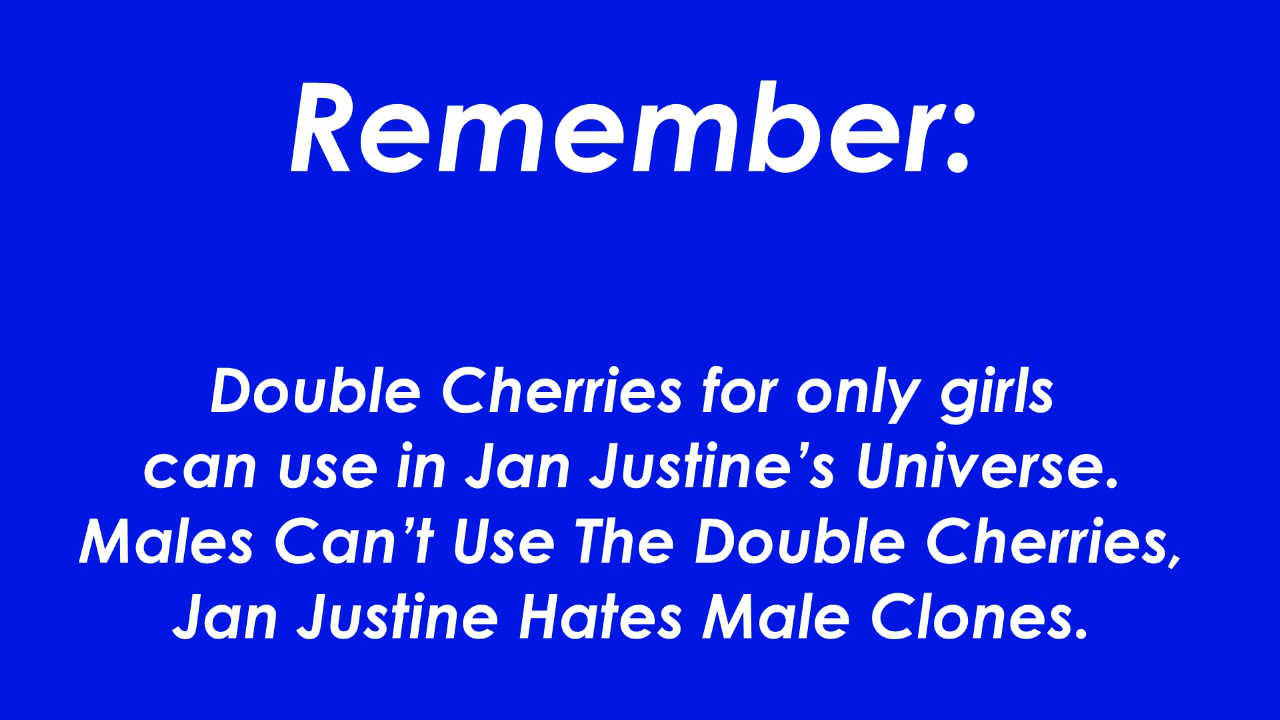 Remember:
Double Cherries for only girls
can use in Jan Justine’s Universe.
Males Can’t Use The Double Cherries,
Jan Justine Hates Male Clones.